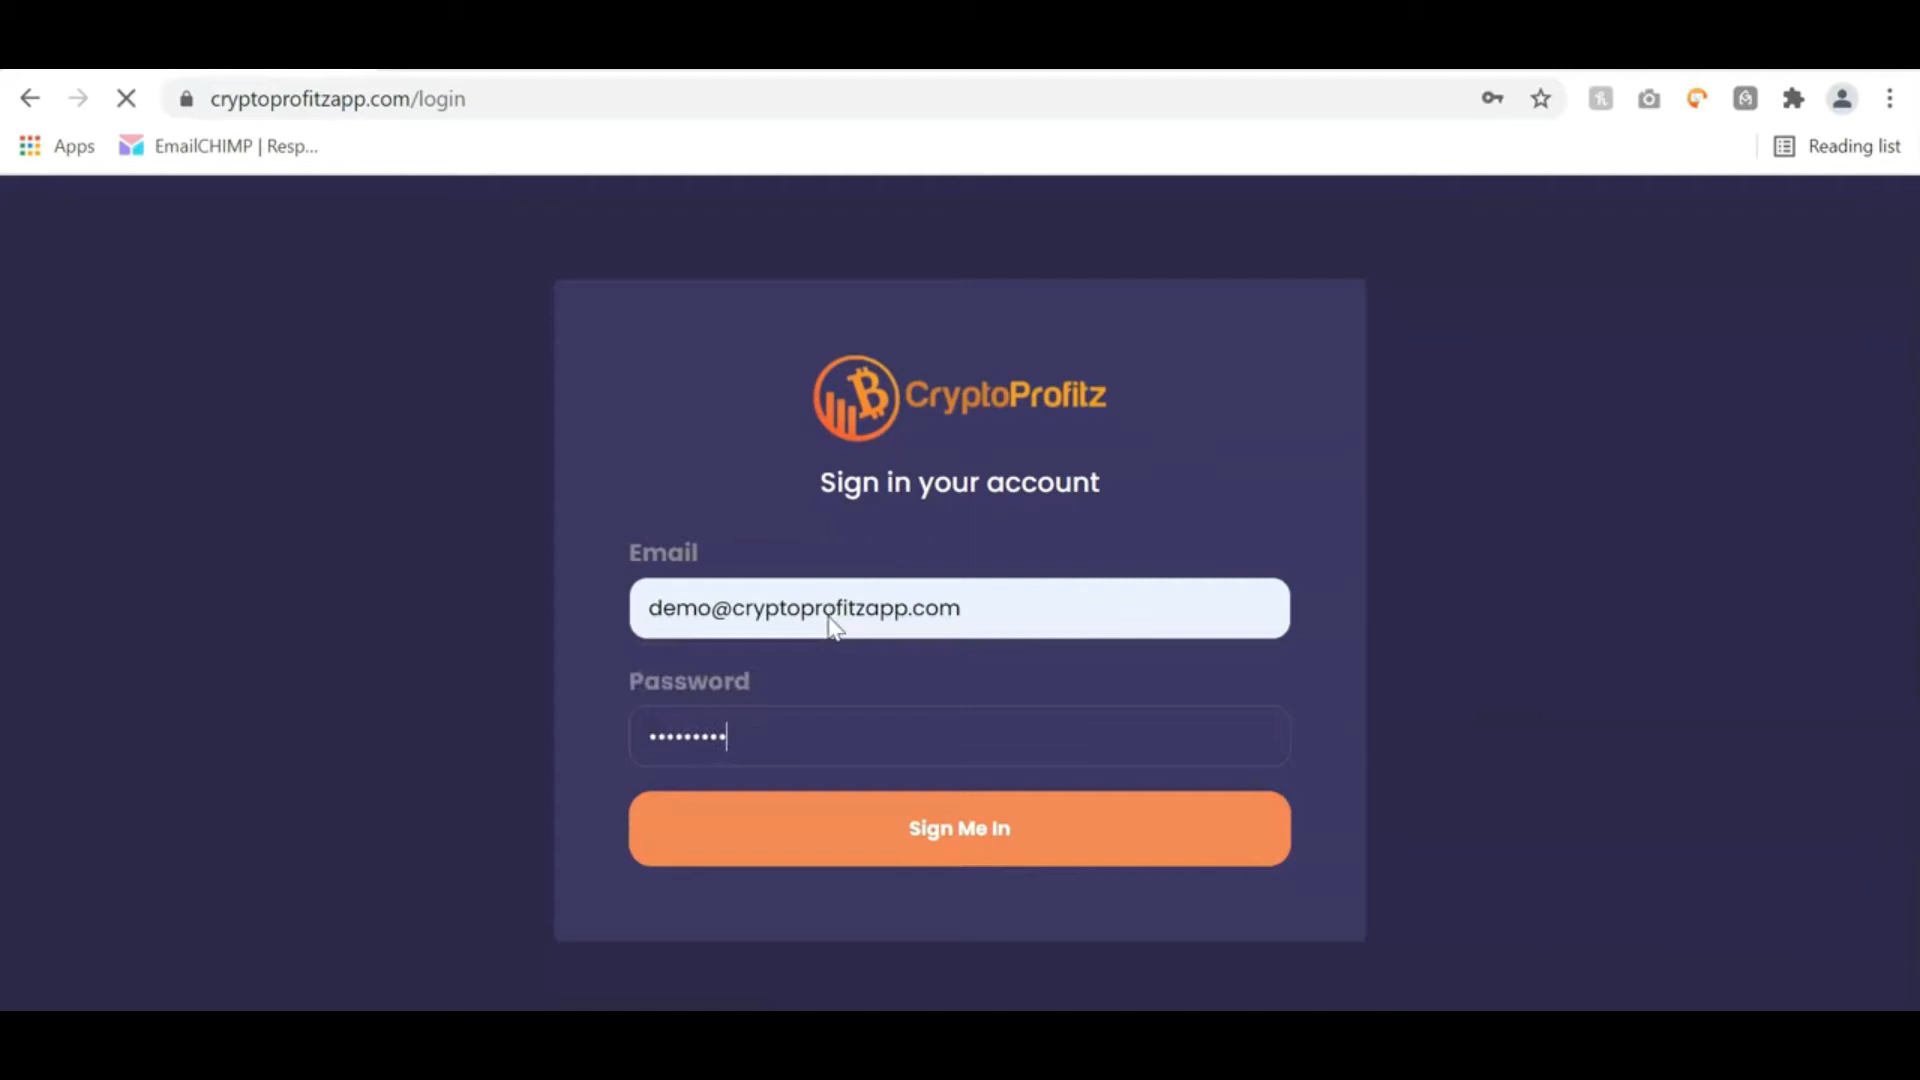 cryptoprofitzapp.com/login
Apps
EmailCHIMP | Resp...
Reading list
CryptoProfitz
Sign in your account
Email
demo@cryptoprofitzapp.com
Password
•••••••••
Sign Me In